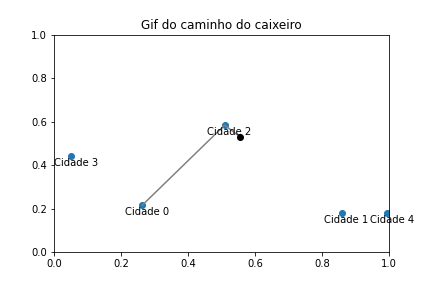 Gif do caminho do caixeiro
1.0
0.8
0.6
Cidade 2
0.4
Cidade 3
0.2
Cidade 0
Cidade 1
Cidade 4
0.0
0.0 0.2 0.4 0.6 0.8 1.0